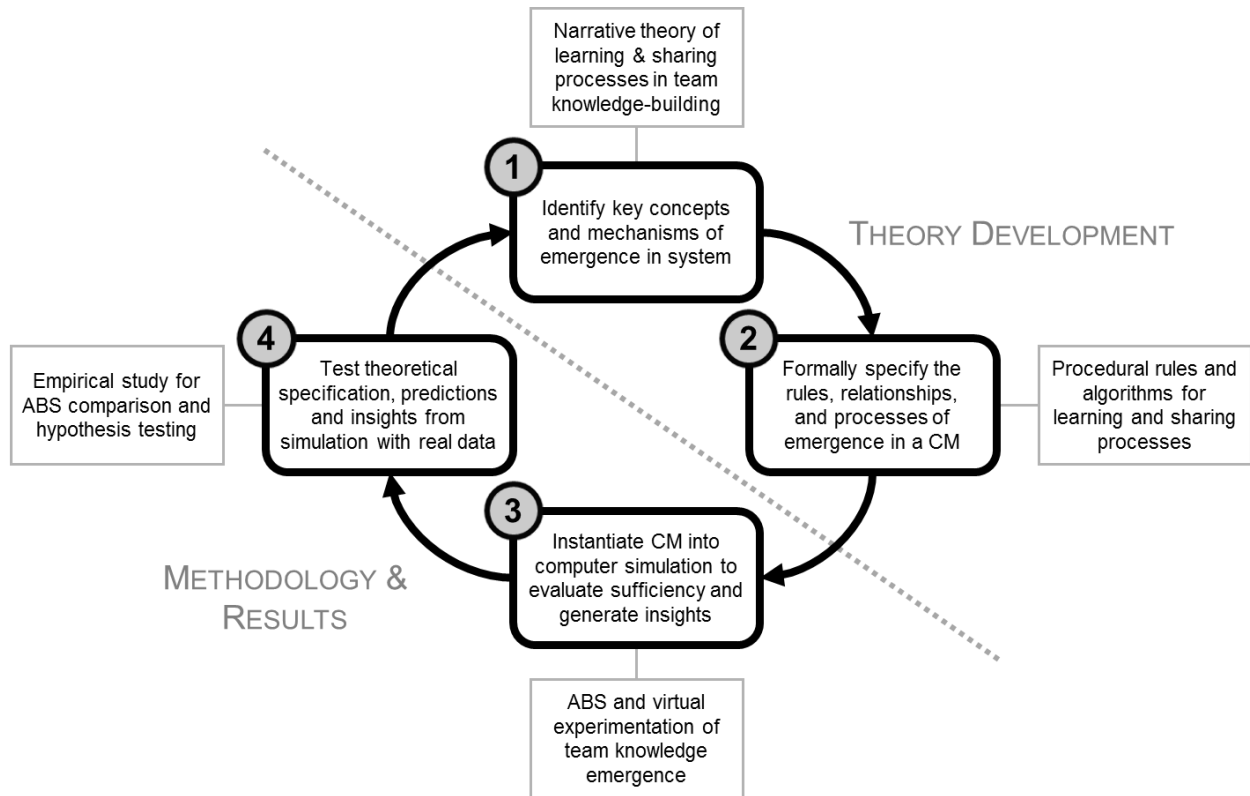 Narrative theory of
learning & sharing
processes in team
knowledge-building
1
Identify key concepts
and mechanisms of
emergence in system
THEORY DEVELOPMENT
2
Formally specify the
rules, relationships,
and processes of
emergence in a CM
Procedural rules and
algorithms for
learning and sharing
processes
3
Instantiate CM into
computer simulation to
evaluate sufficiency and
generate insights
ABS and virtual
experimentation of
team knowledge
emergence
METHODOLOGY &
RESULTS
4
Test theoretical
specification, predictions
and insights from
simulation with real data
Empirical study for
ABS comparison and
hypothesis testing